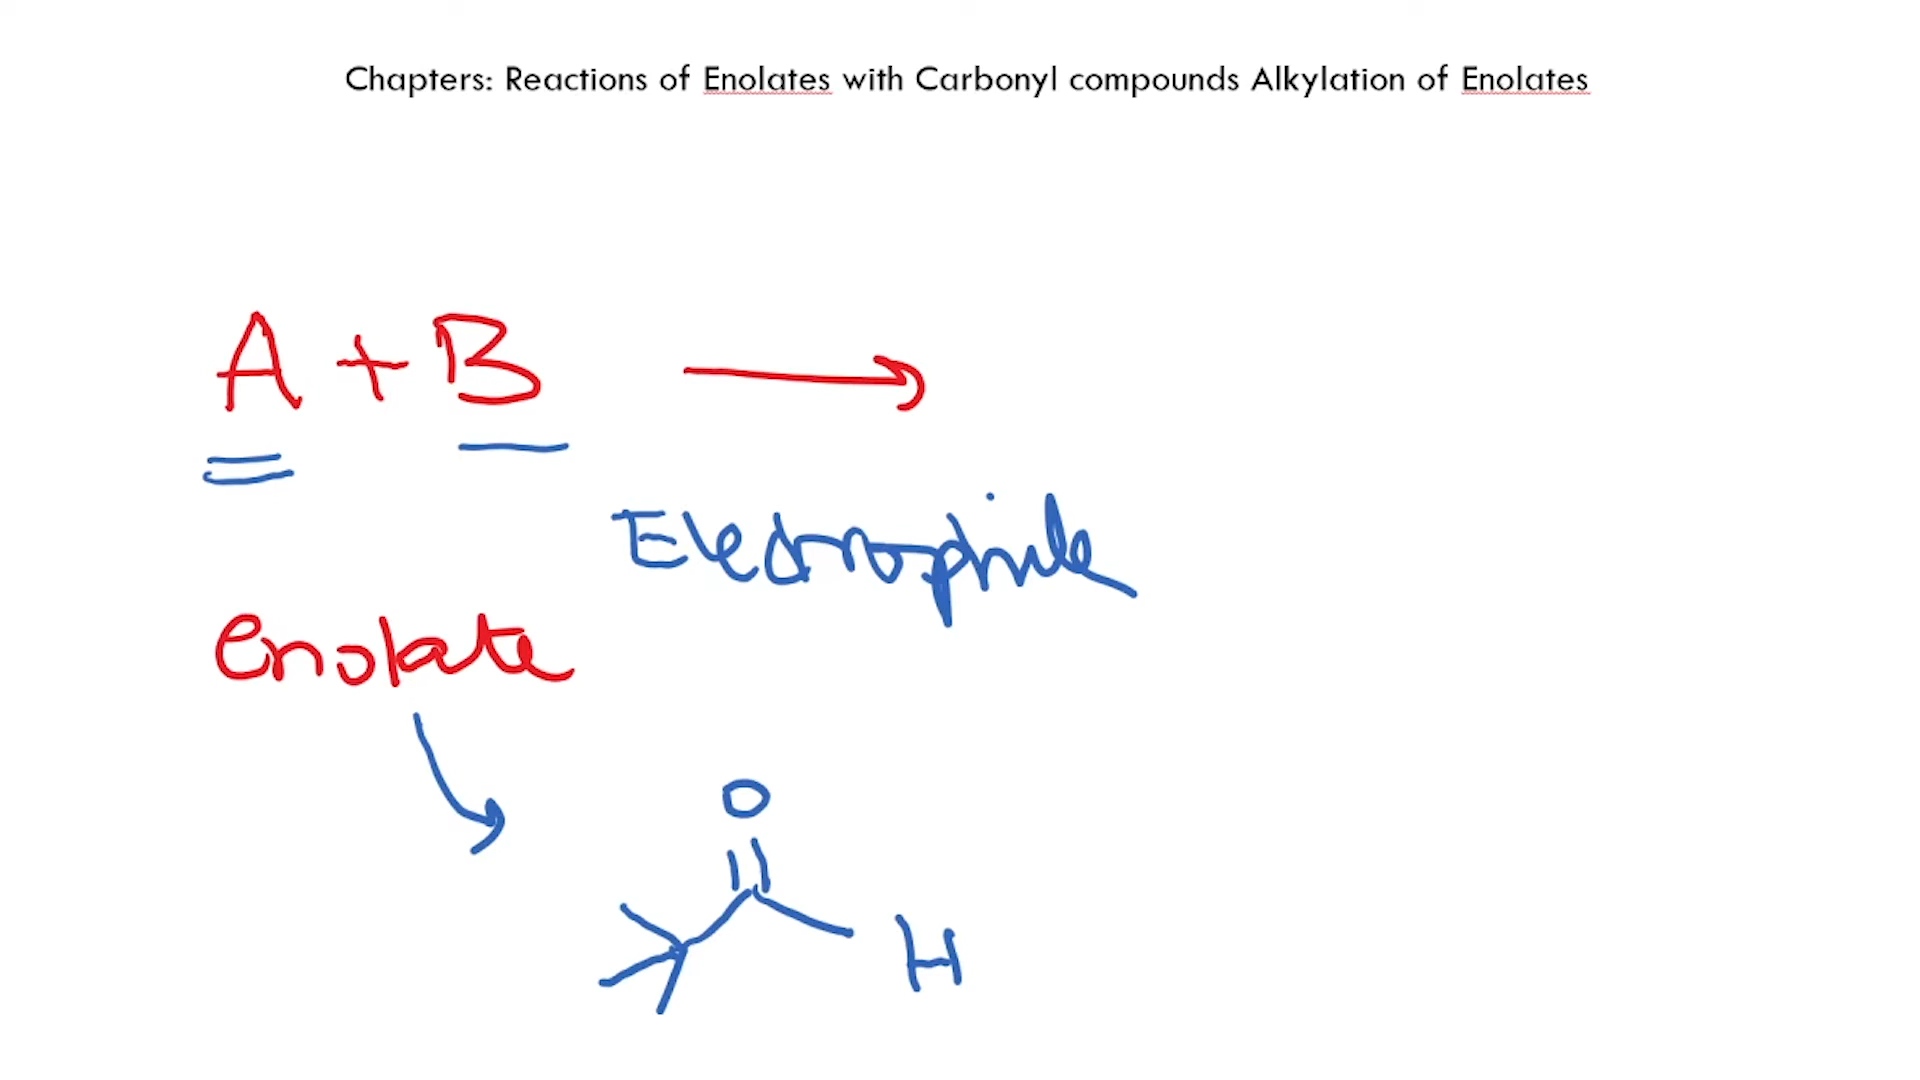 Chapters: Reactions of Enolates with Carbonyl compounds Alkylation of Enolates
A + B →
Electrophile
enolate
O
H